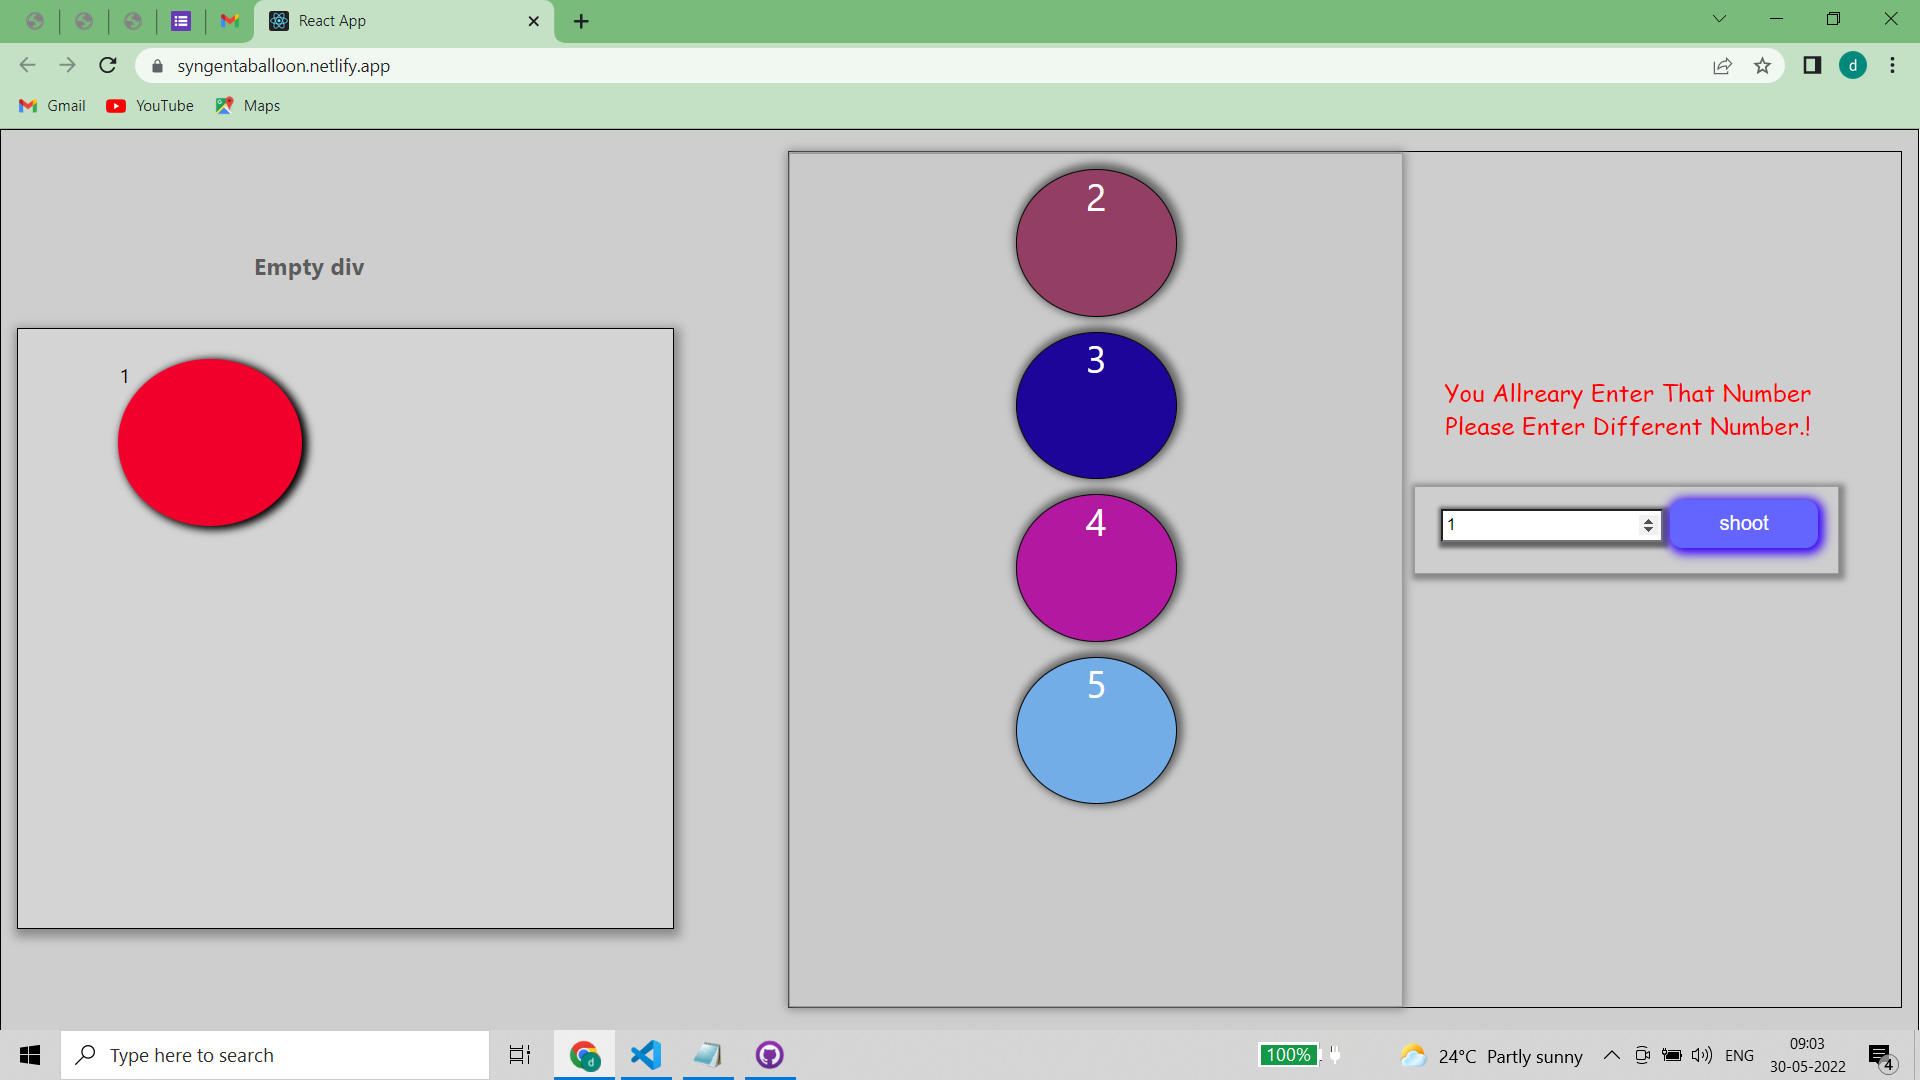 React App
syngentaballoon.netlify.app
d
Gmail
YouTube
Maps
Empty div
1
2
3
4
5
You Allreary Enter That Number
Please Enter Different Number.!
1
shoot
Type here to search
d
100%
24°C Partly sunny
ENG
09:03
30-05-2022
4